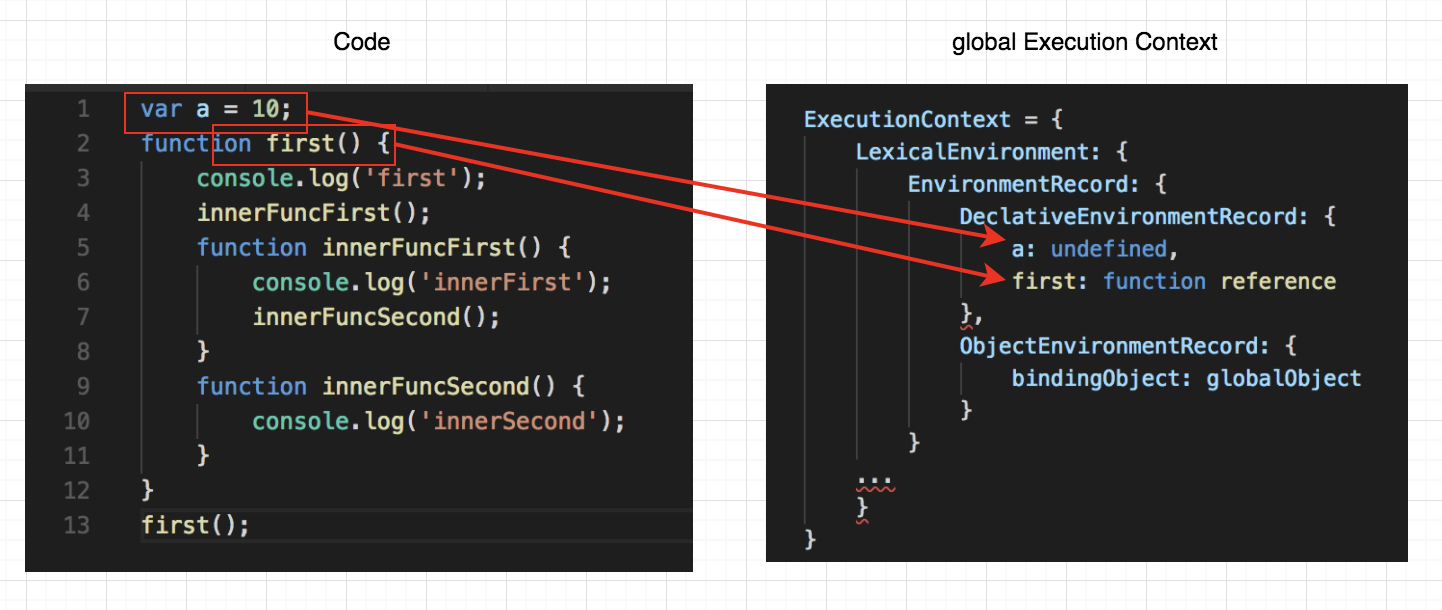 Code
1 var a = 10;
2 function first() {
3 console.log('first');
4 innerFuncFirst();
5 function innerFuncFirst() {
6 console.log('innerFirst');
7 innerFuncSecond();
8 }
9 function innerFuncSecond() {
10 console.log('innerSecond');
11 }
12 }
13 first();
global Execution Context
ExecutionContext = {
LexicalEnvironment: {
EnvironmentRecord: {
DeclativeEnvironmentRecord: {
a: undefined,
first: function reference
},
ObjectEnvironmentRecord: {
bindingObject: globalObject
}
}
...
}
}